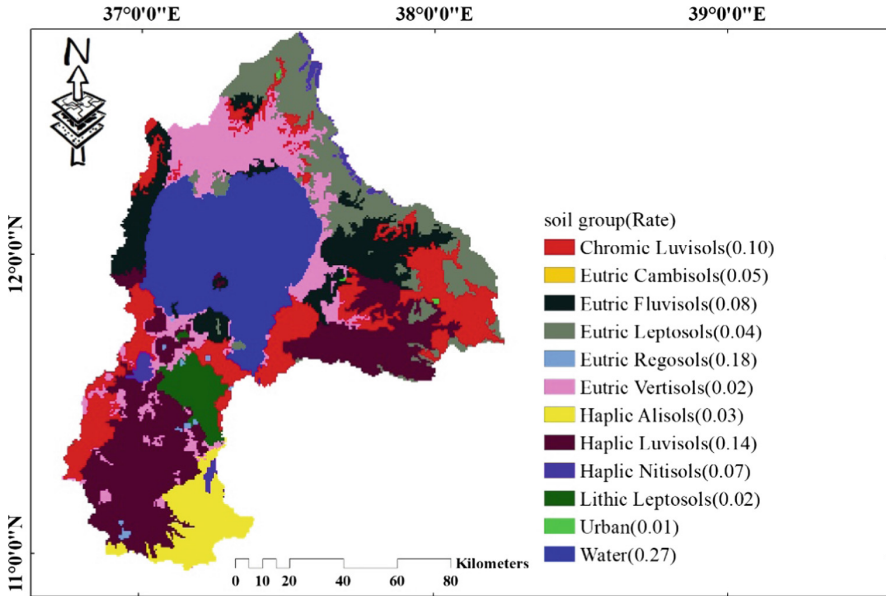 37°0'0"E 38°0'0"E 39°0'0"E
N
12°0'0"N
11°0'0"N
soil group(Rate)
Chromic Luvisols(0.10)
Eutric Cambisols(0.05)
Eutric Fluvisols(0.08)
Eutric Leptosols(0.04)
Eutric Regosols(0.18)
Eutric Vertisols(0.02)
Haplic Alisols(0.03)
Haplic Luvisols(0.14)
Haplic Nitisols(0.07)
Lithic Leptosols(0.02)
Urban(0.01)
Water(0.27)
Kilometers
0 10 20 40 60 80